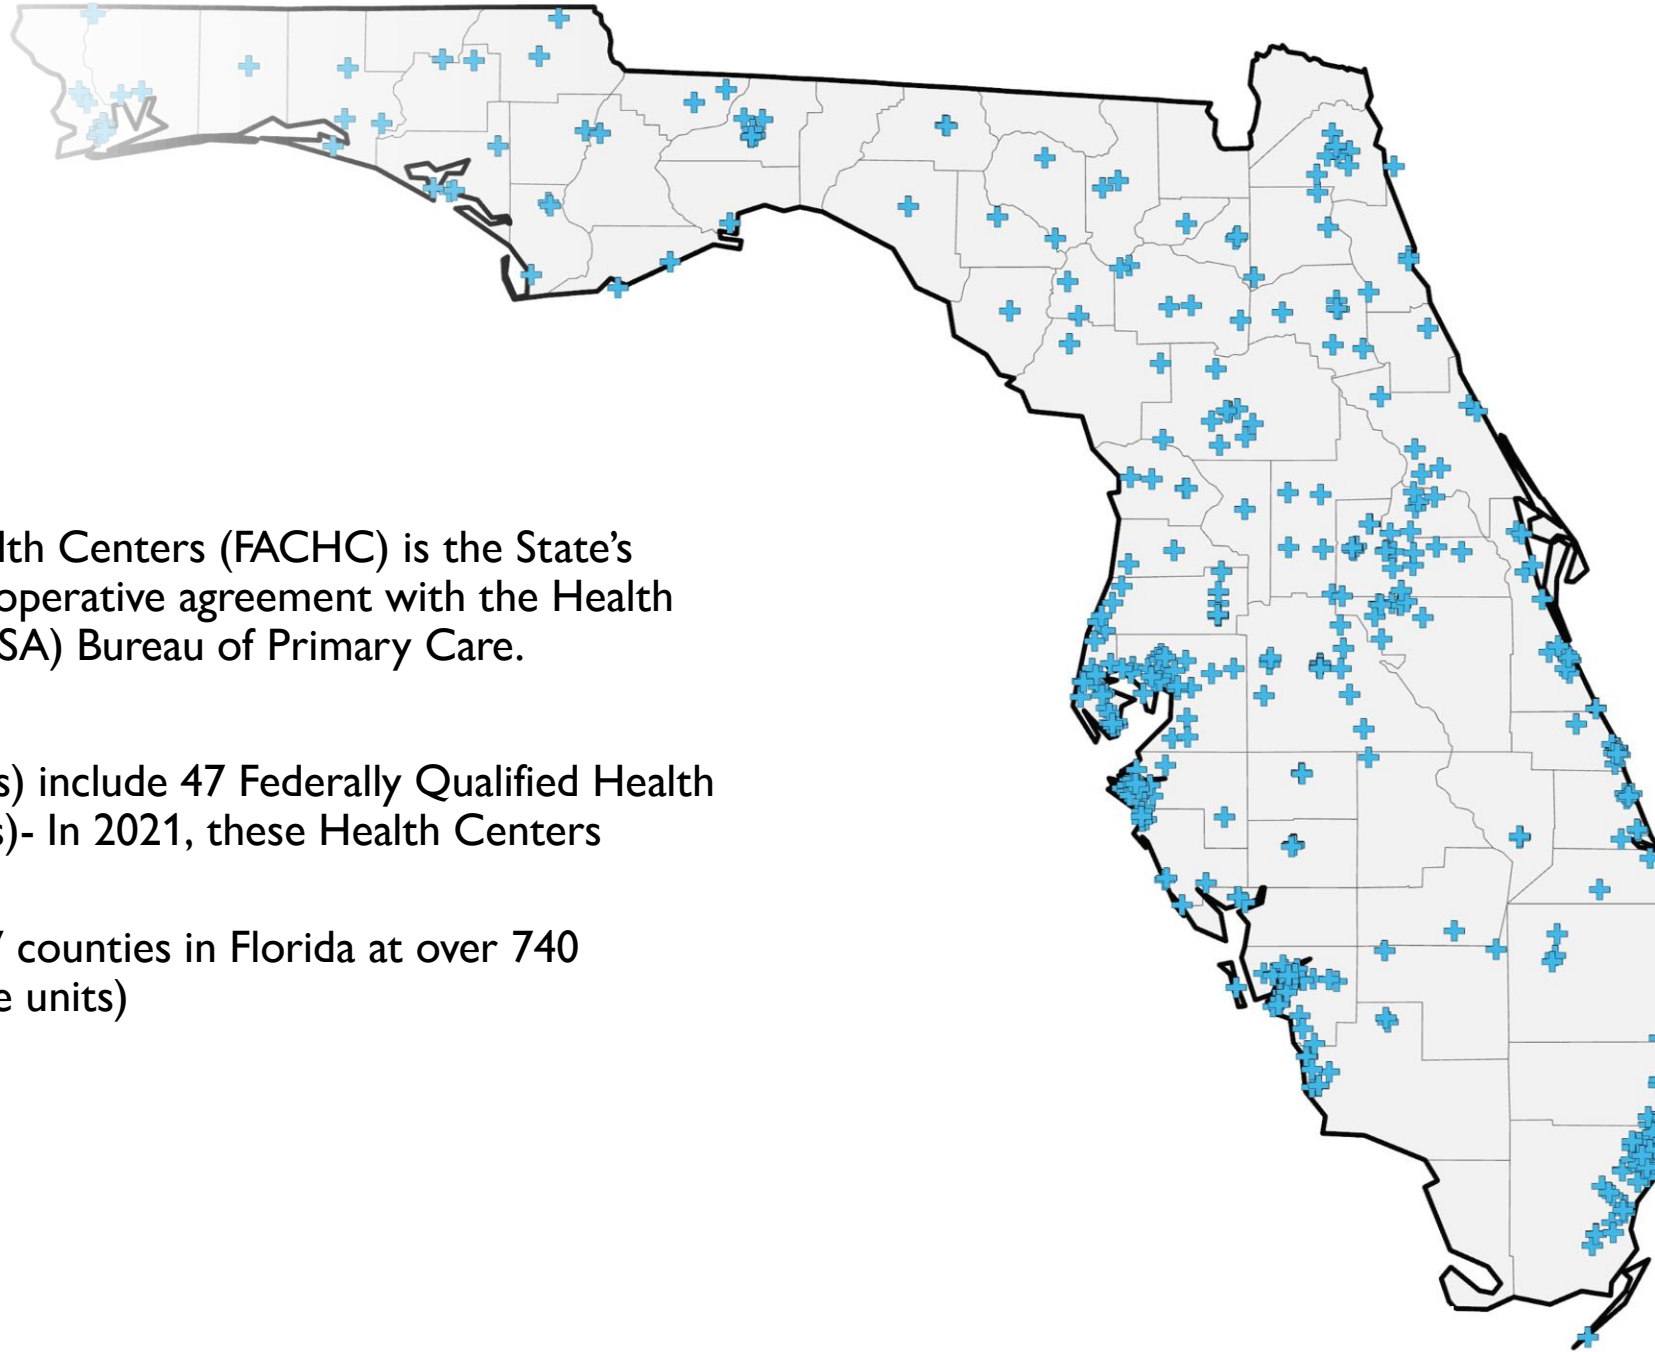 lth Centers (FACHC) is the State’s
operative agreement with the Health
SA) Bureau of Primary Care.
s) include 47 Federally Qualified Health
s)- In 2021, these Health Centers
counties in Florida at over 740
e units)